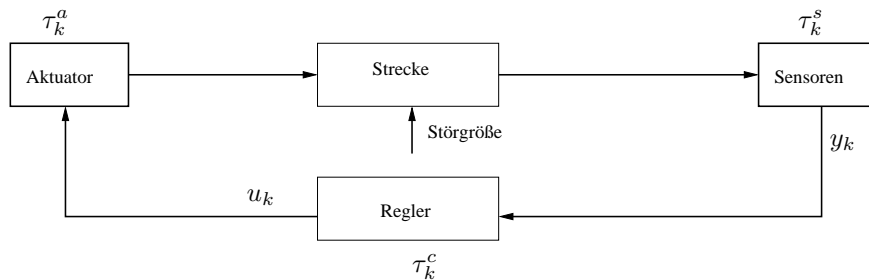 τ_k^a
τ_k^s
Aktuator
Strecke
Sensoren
Störgröße
y_k
u_k
Regler
τ_k^c